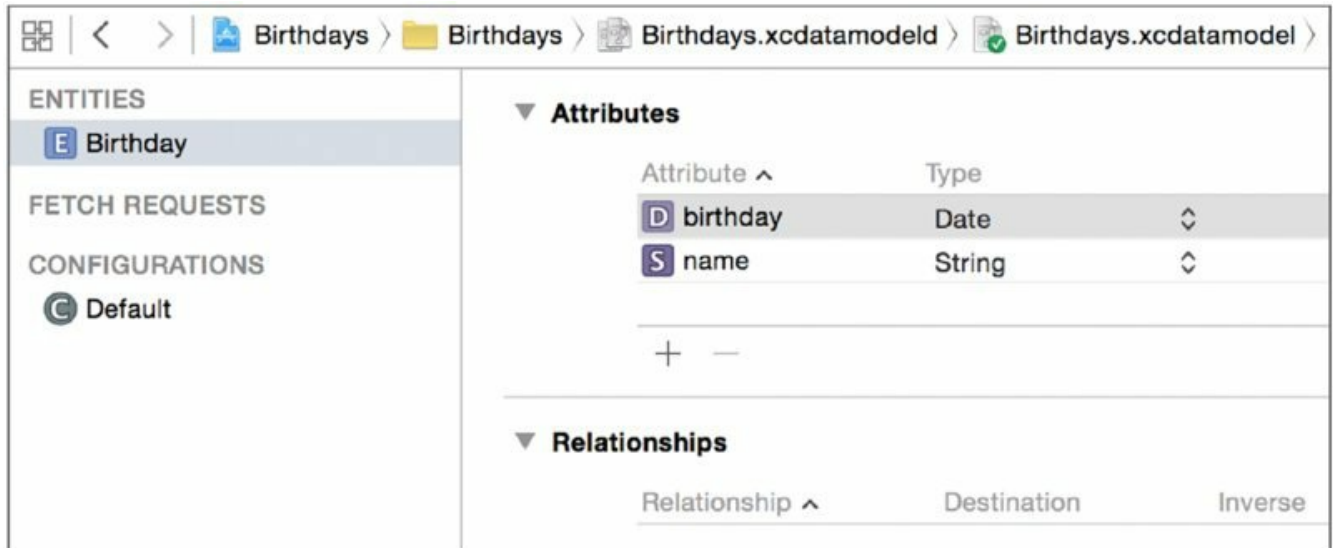 Birthdays Birthdays Birthdays.xcdatamodeld Birthdays.xcdatamodel
ENTITIES
E Birthday
FETCH REQUESTS
CONFIGURATIONS
C Default
Attributes
Attribute Type
D birthday Date
S name String
Relationships
Relationship Destination Inverse